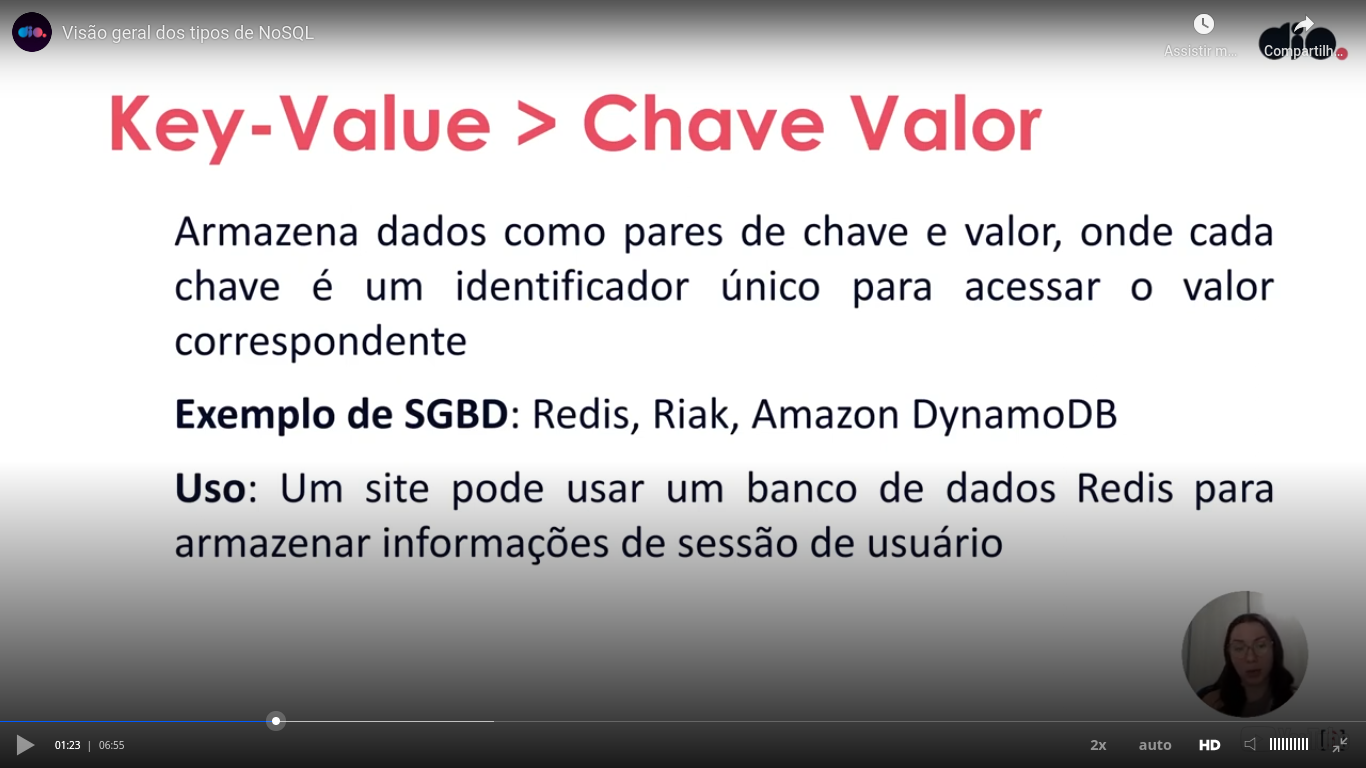 Visão geral dos tipos de NoSQL
Assistir m...
Compartilh...
dio.
Key-Value > Chave Valor
Armazena dados como pares de chave e valor, onde cada
chave é um identificador único para acessar o valor
correspondente
Exemplo de SGBD: Redis, Riak, Amazon DynamoDB
Uso: Um site pode usar um banco de dados Redis para
armazenar informações de sessão de usuário
01:23 | 06:55
2x
auto
HD